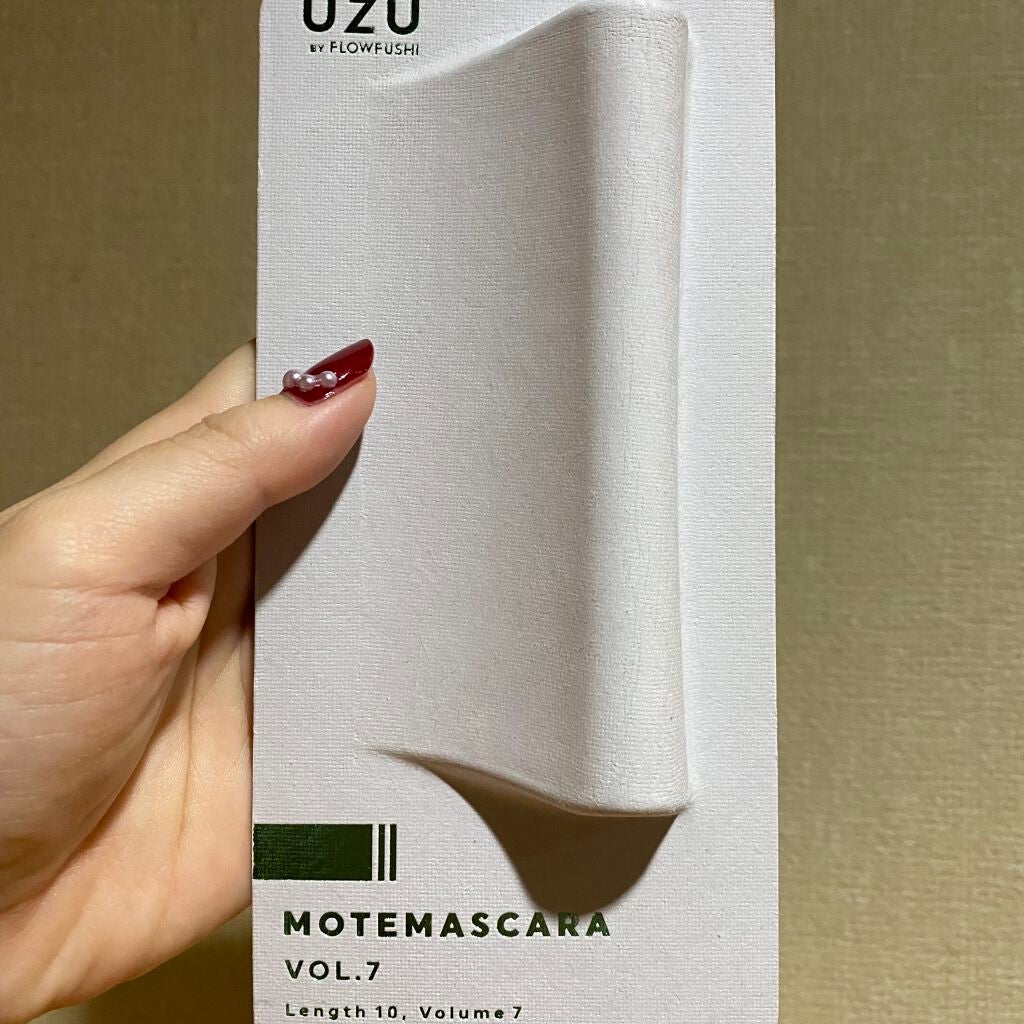 UZU
BY FLOWFUSHI
MOTEMASCARA
VOL.7
Length 10, Volume 7